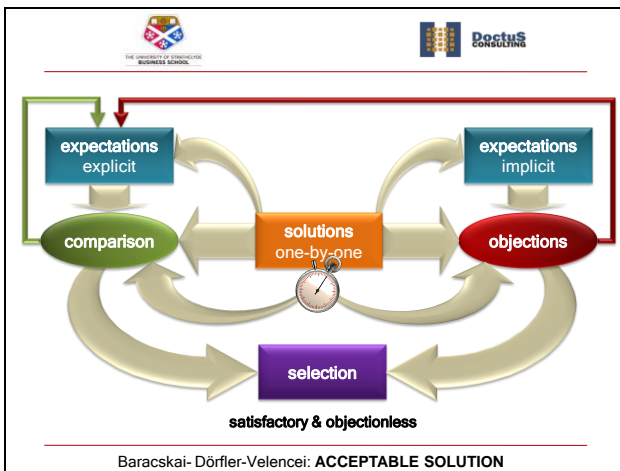 THE UNIVERSITY OF STRATHCLYDE
BUSINESS SCHOOL
DoctuS
CONSULTING
expectations
explicit
expectations
implicit
comparison
solutions
one-by-one
objections
selection
satisfactory & objectionless
Baracskai- Dörfler-Velencei: ACCEPTABLE SOLUTION